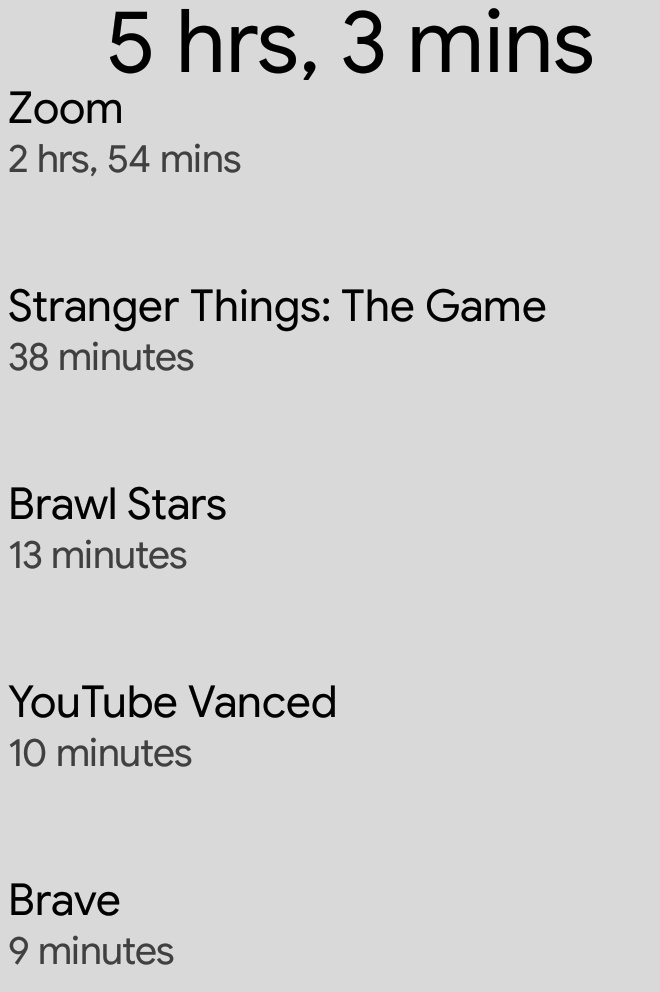 5 hrs, 3 mins
Zoom
2 hrs, 54 mins
Stranger Things: The Game
38 minutes
Brawl Stars
13 minutes
YouTube Vanced
10 minutes
Brave
9 minutes